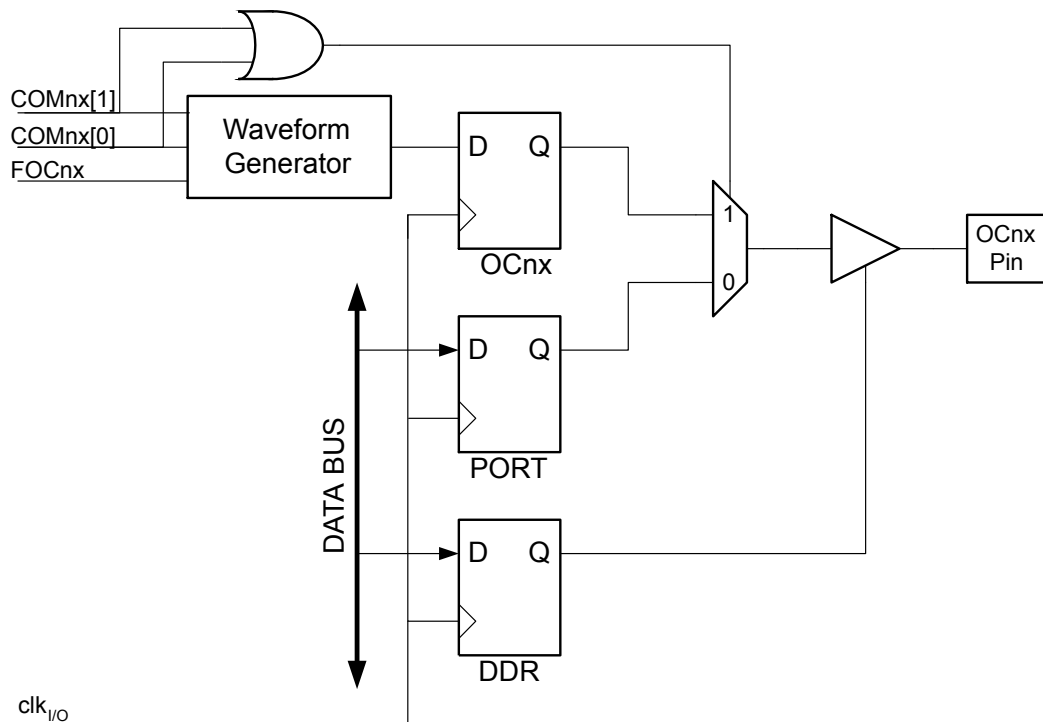 COMnx[1]
COMnx[0]
FOCnx
Waveform
Generator
D Q
OCnx
1
0
OCnx
Pin
D Q
PORT
DATA BUS
D Q
DDR
clkI/O